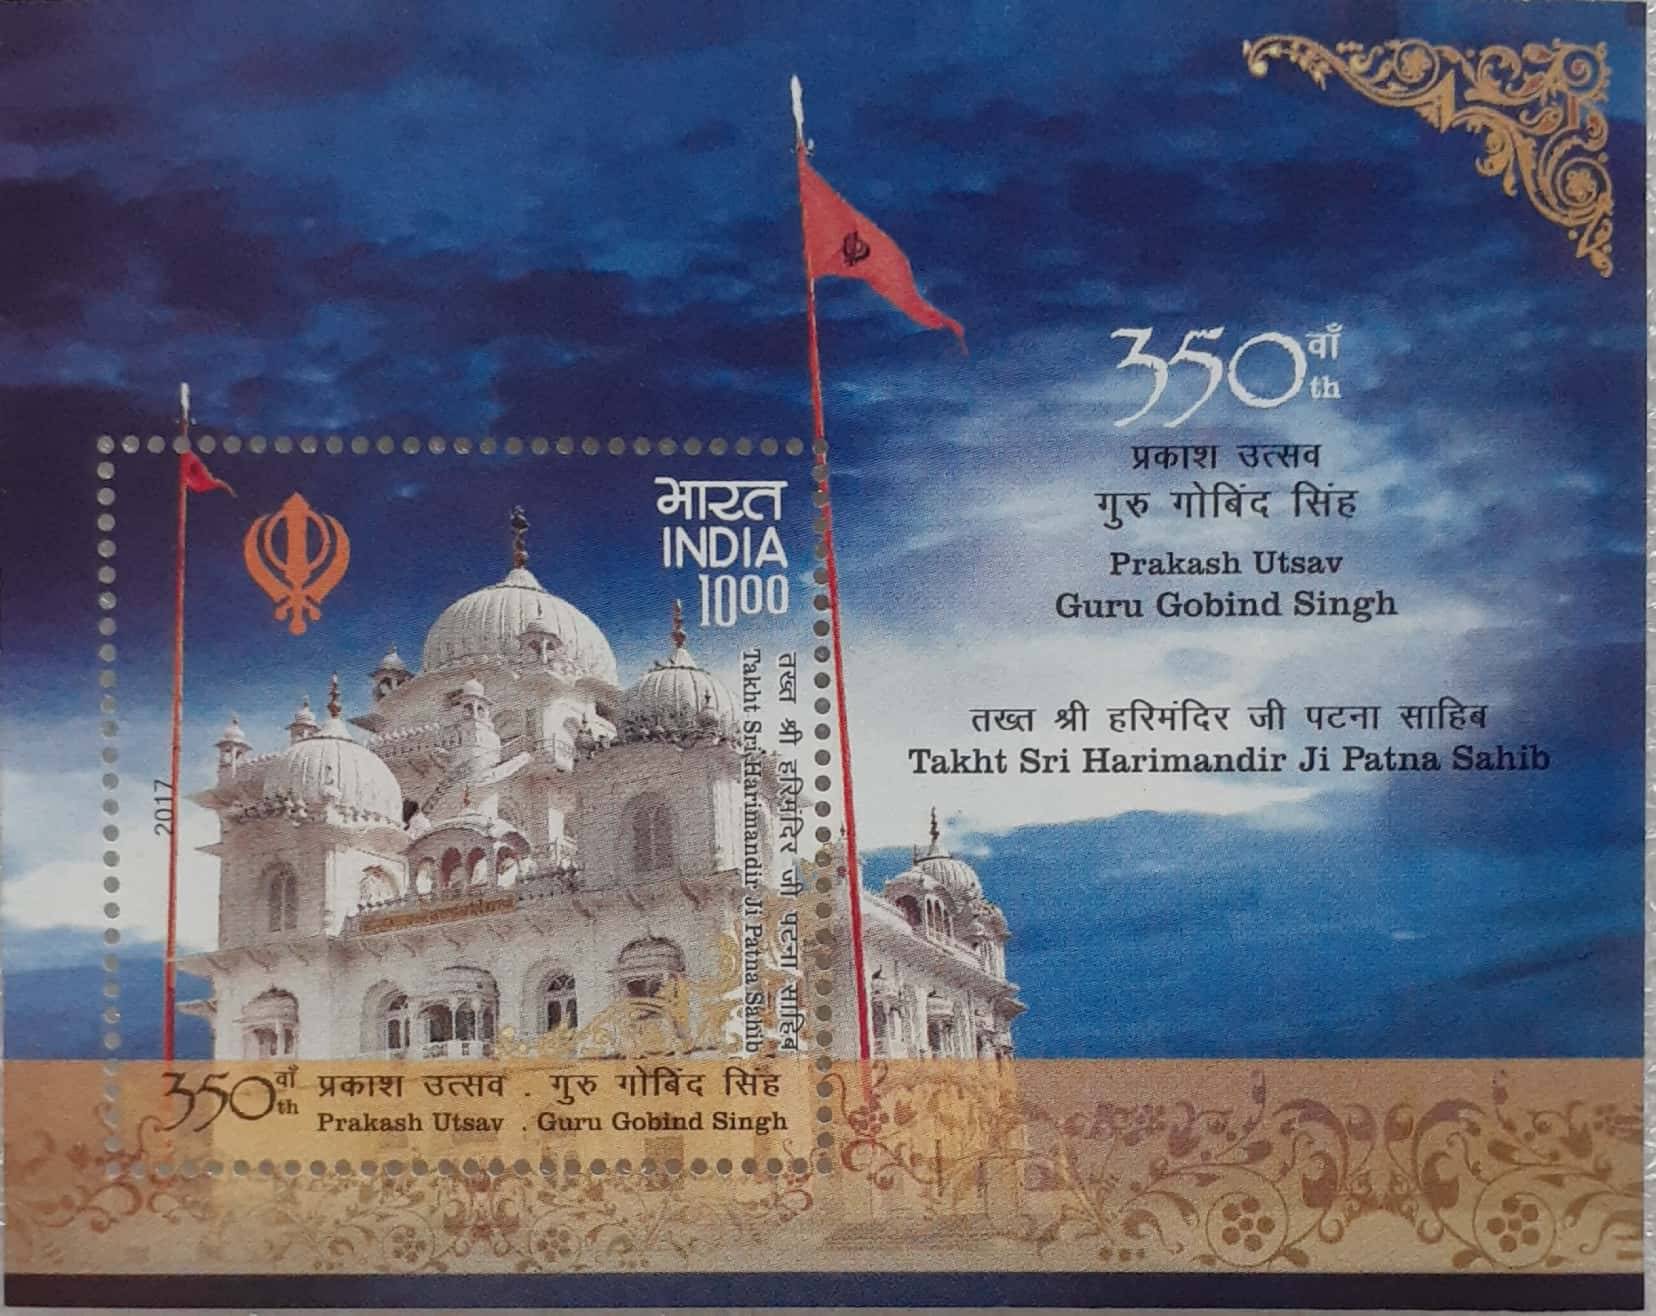 350वाँ
th
प्रकाश उत्सव
गुरु गोबिंद सिंह
Prakash Utsav
Guru Gobind Singh
तख्त श्री हरिमंदिर जी पटना साहिब
Takht Sri Harimandir Ji Patna Sahib
भारत
INDIA
1000
तख्त श्री हरिमंदिर जी पटना साहिब
Takht Sri Harimandir Ji Patna Sahib
2017
350वाँ th प्रकाश उत्सव . गुरु गोबिंद सिंह
Prakash Utsav . Guru Gobind Singh